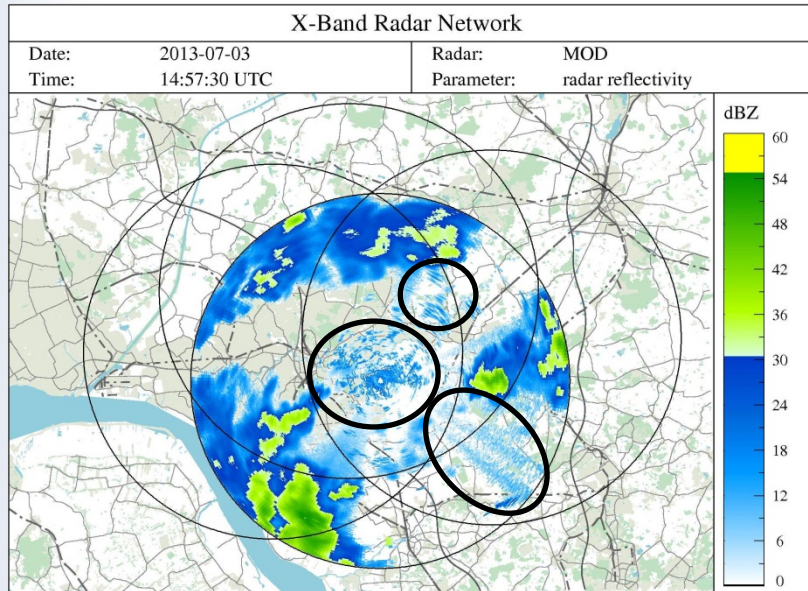 X-Band Radar Network
Date: 2013-07-03 Radar: MOD
Time: 14:57:30 UTC Parameter: radar reflectivity
dBZ
60
54
48
42
36
30
24
18
12
6
0